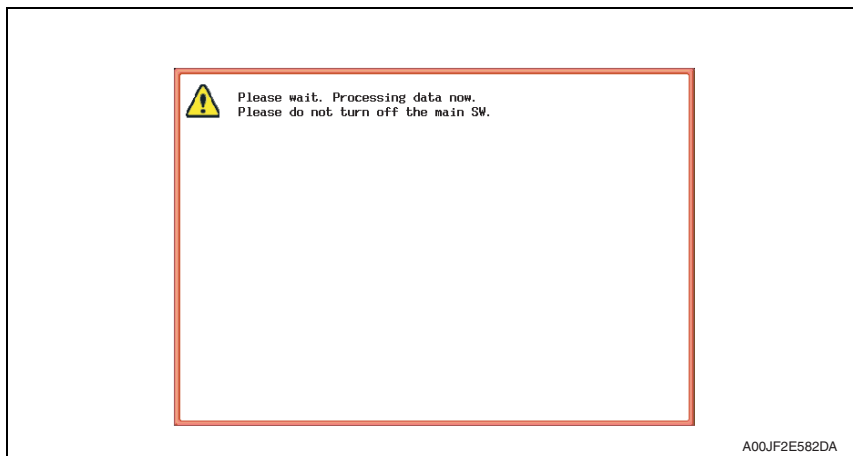 Please wait. Processing data now.
Please do not turn off the main SW.
A00JF2E582DA